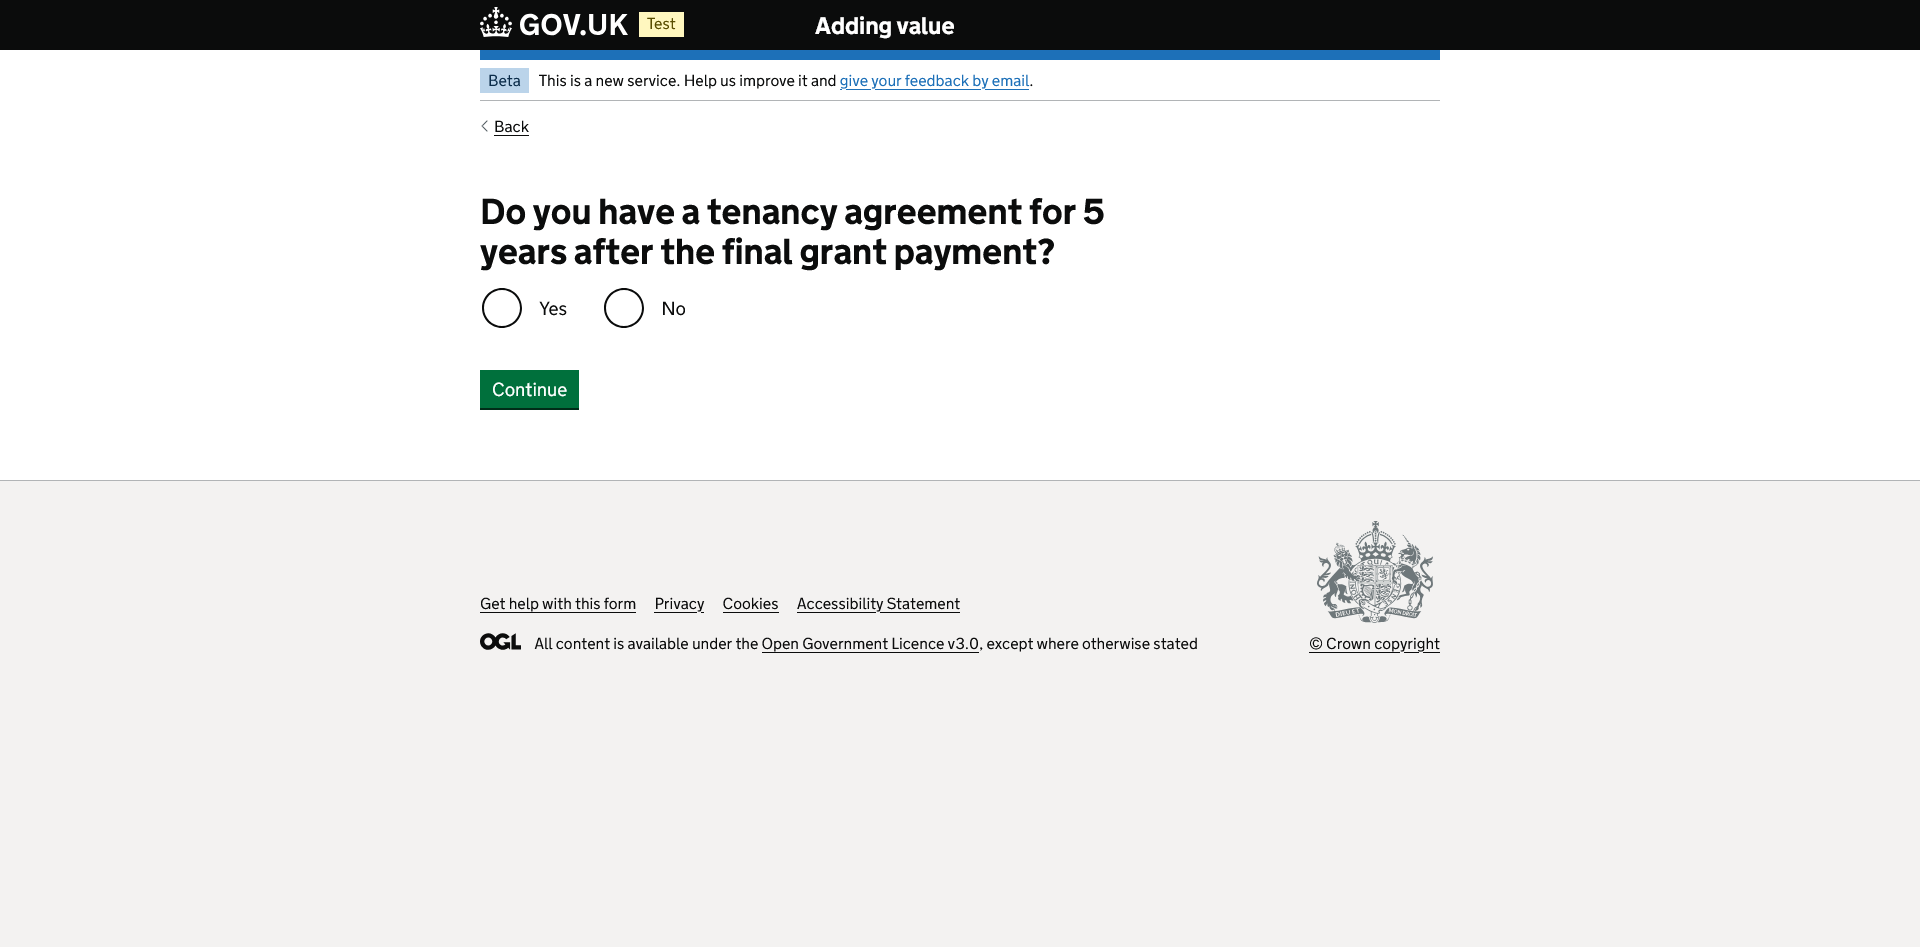 GOV.UK Test Adding value
Beta This is a new service. Help us improve it and give your feedback by email.
Back
Do you have a tenancy agreement for 5
years after the final grant payment?
Yes No
Continue
Get help with this form Privacy Cookies Accessibility Statement
OGL All content is available under the Open Government Licence v3.0, except where otherwise stated
© Crown copyright